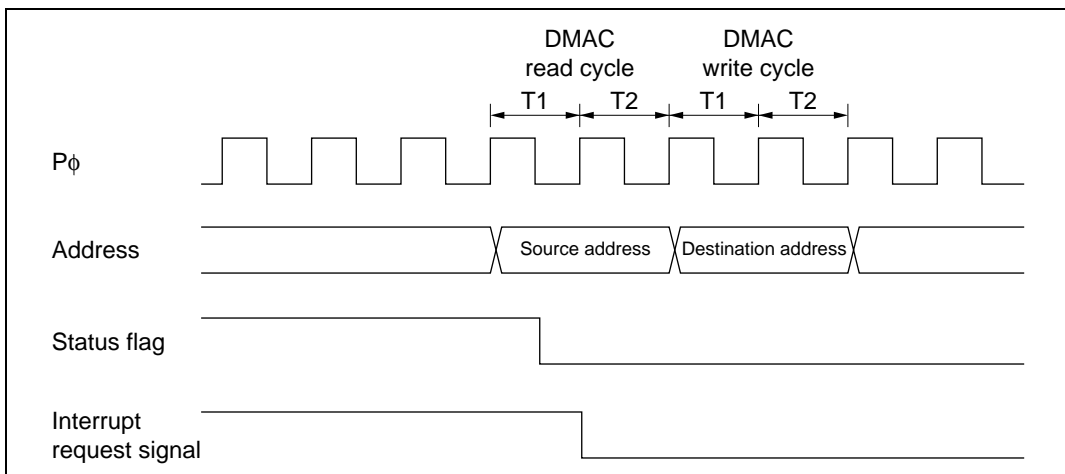 DMAC
read cycle
DMAC
write cycle
T1 T2 T1 T2
Pϕ
Address
Source address
Destination address
Status flag
Interrupt
request signal